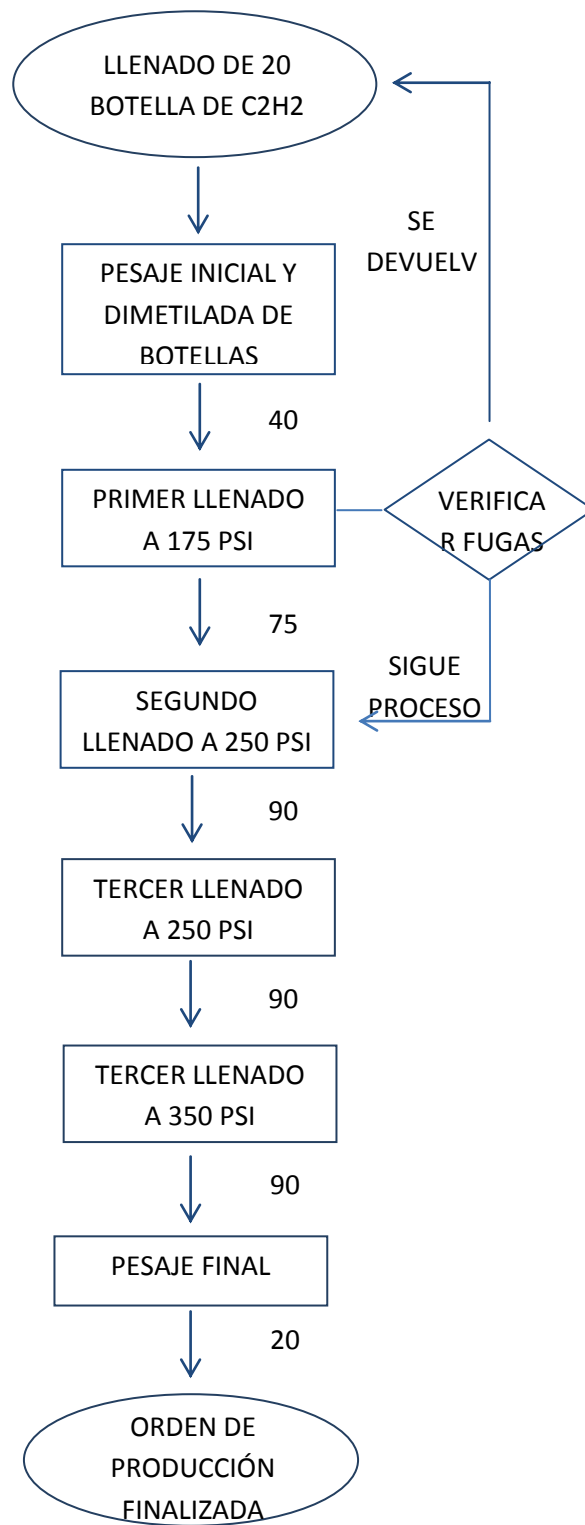 LLENADO DE 20
BOTELLA DE C2H2
SE
DEVUELV
PESAJE INICIAL Y
DIMETILADA DE
BOTELLAS
40
PRIMER LLENADO
A 175 PSI
VERIFICA
R FUGAS
75
SIGUE
PROCESO
SEGUNDO
LLENADO A 250 PSI
90
TERCER LLENADO
A 250 PSI
90
TERCER LLENADO
A 350 PSI
90
PESAJE FINAL
20
ORDEN DE
PRODUCCIÓN
FINALIZADA